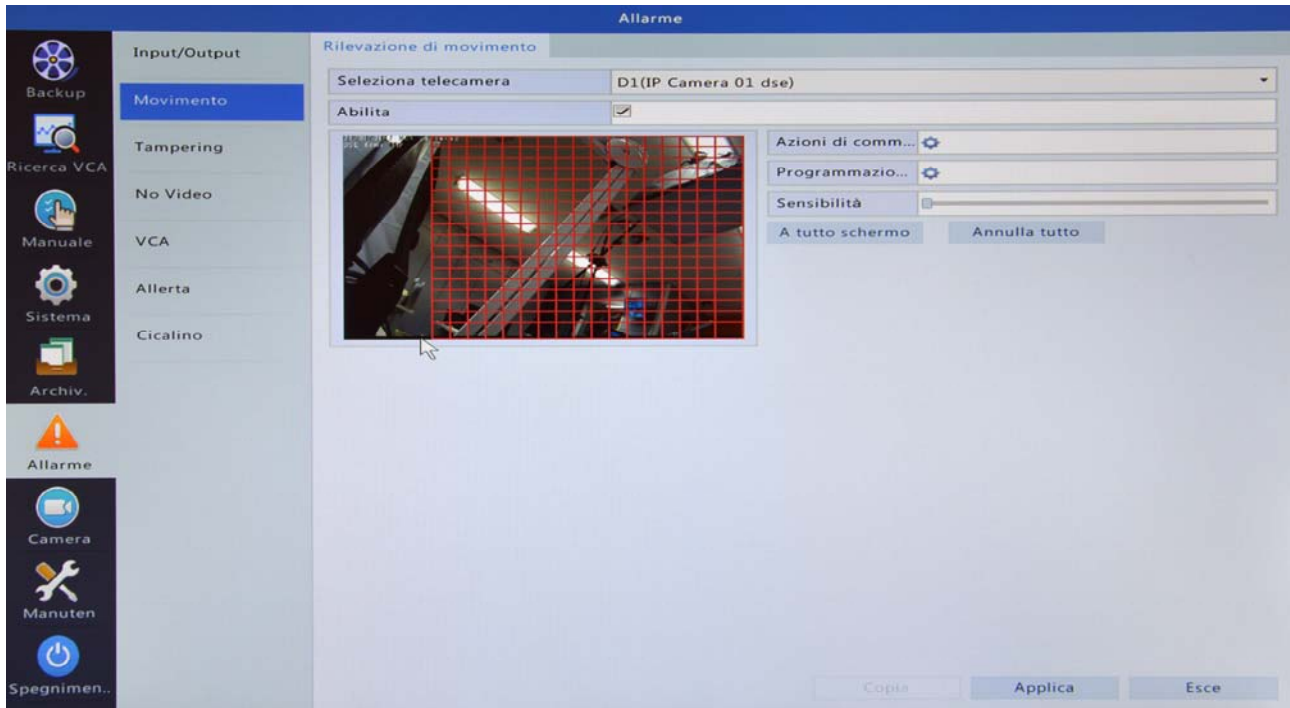 Allarme
Backup
Ricerca VCA
Manuale
Sistema
Archiv.
Allarme
Camera
Manuten
Spegnimen..
Input/Output
Movimento
Tampering
No Video
VCA
Allerta
Cicalino
Rilevazione di movimento
Seleziona telecamera D1(IP Camera 01 dse)
Abilita
Azioni di comm...
Programmazio...
Sensibilità
A tutto schermo Annulla tutto
Copia Applica Esce